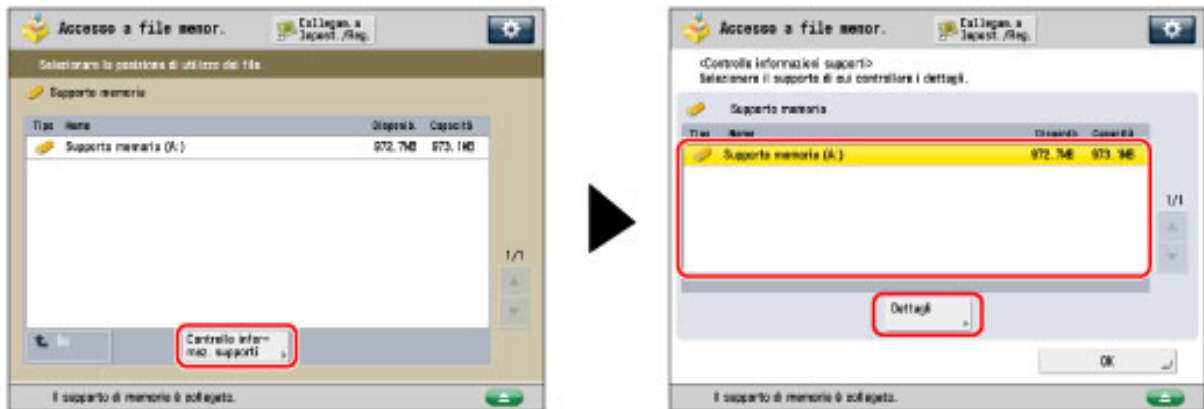 Accesso a file memor.
Collegam.a
Impost./Reg.
Selezionare la posizione di utilizzo del file.
Supporto memoria
Tipo Nome Disponib. Capacità
Supporto memoria (A:) 972.7MB 973.1MB
1/1
Controllo infor-
maz. supporti
Il supporto di memoria è collegato.
Accesso a file memor.
Collegam.a
Impost./Reg.
<Controllo informazioni supporti>
Selezionare il supporto di cui controllare i dettagli.
Supporto memoria
Tipo Nome Disponib. Capacità
Supporto memoria (A:) 972.7MB 973.1MB
1/1
Dettagli
OK
Il supporto di memoria è collegato.